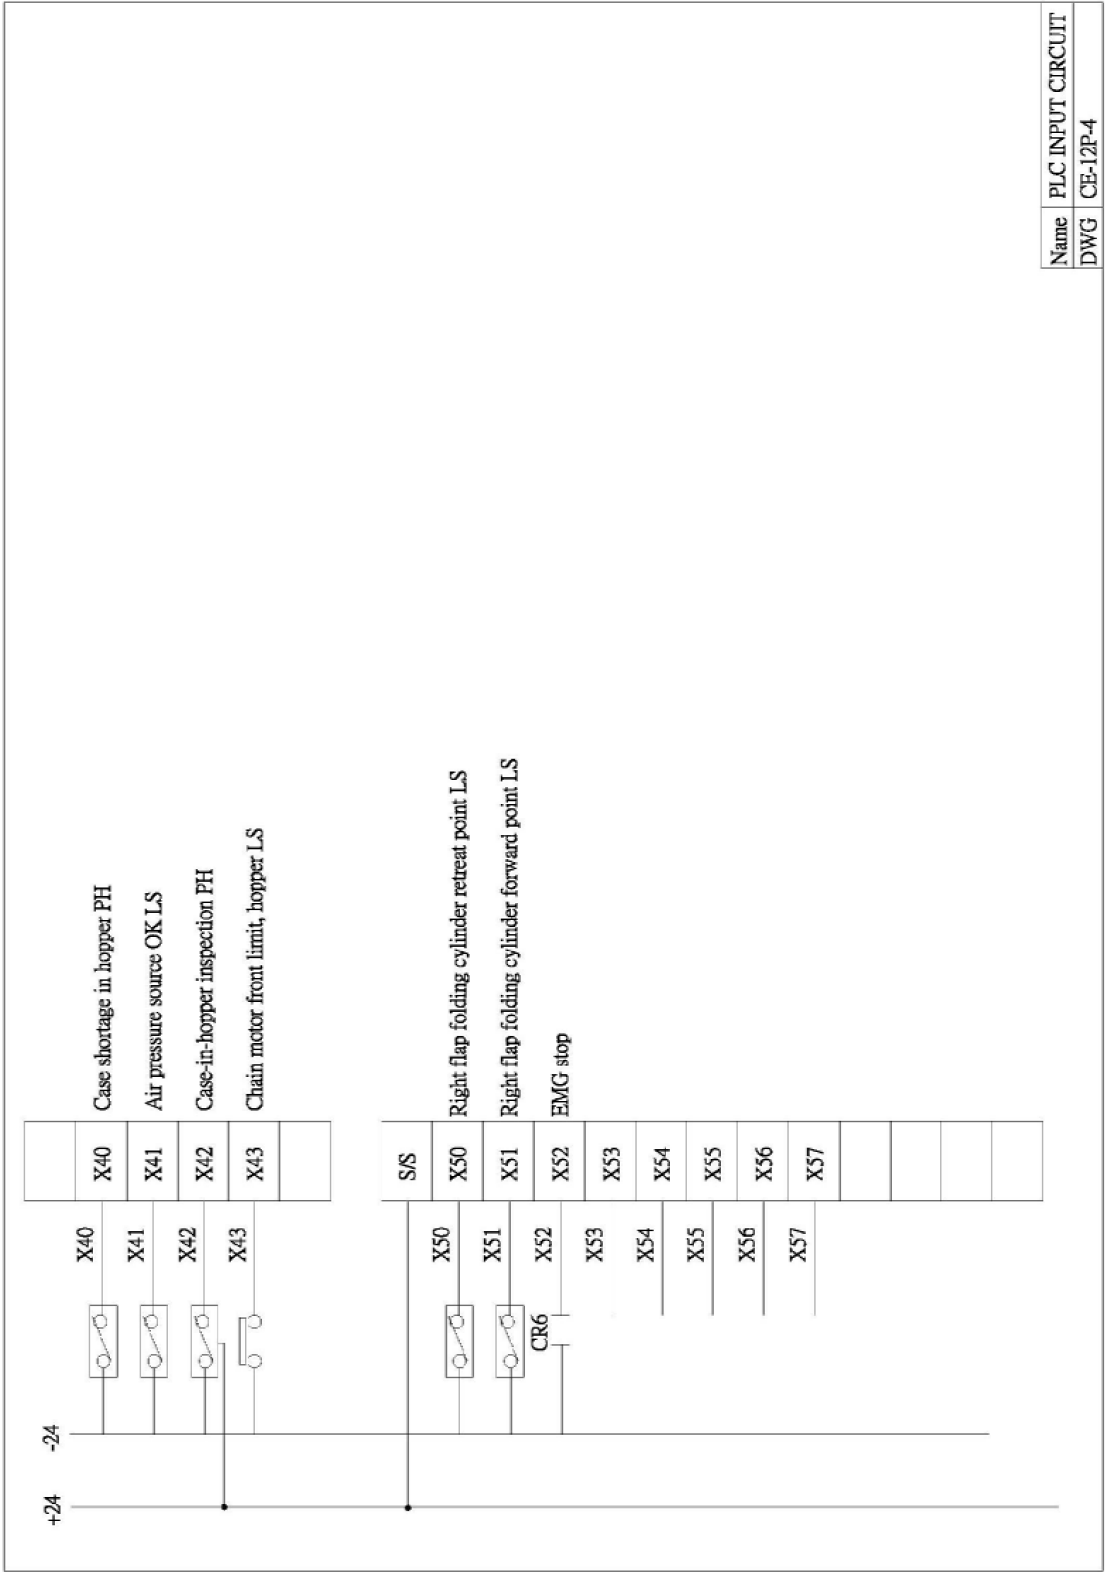 +24
-24
X40
X40
Case shortage in hopper PH
X41
X41
Air pressure source OK LS
X42
X42
Case-in-hopper inspection PH
X43
X43
Chain motor front limit, hopper LS
S/S
X50
X50
Right flap folding cylinder retreat point LS
X51
X51
Right flap folding cylinder forward point LS
CR6
X52
X52
EMG stop
X53
X53
X54
X54
X55
X55
X56
X56
X57
X57
Name PLC INPUT CIRCUIT
DWG CE-12P-4